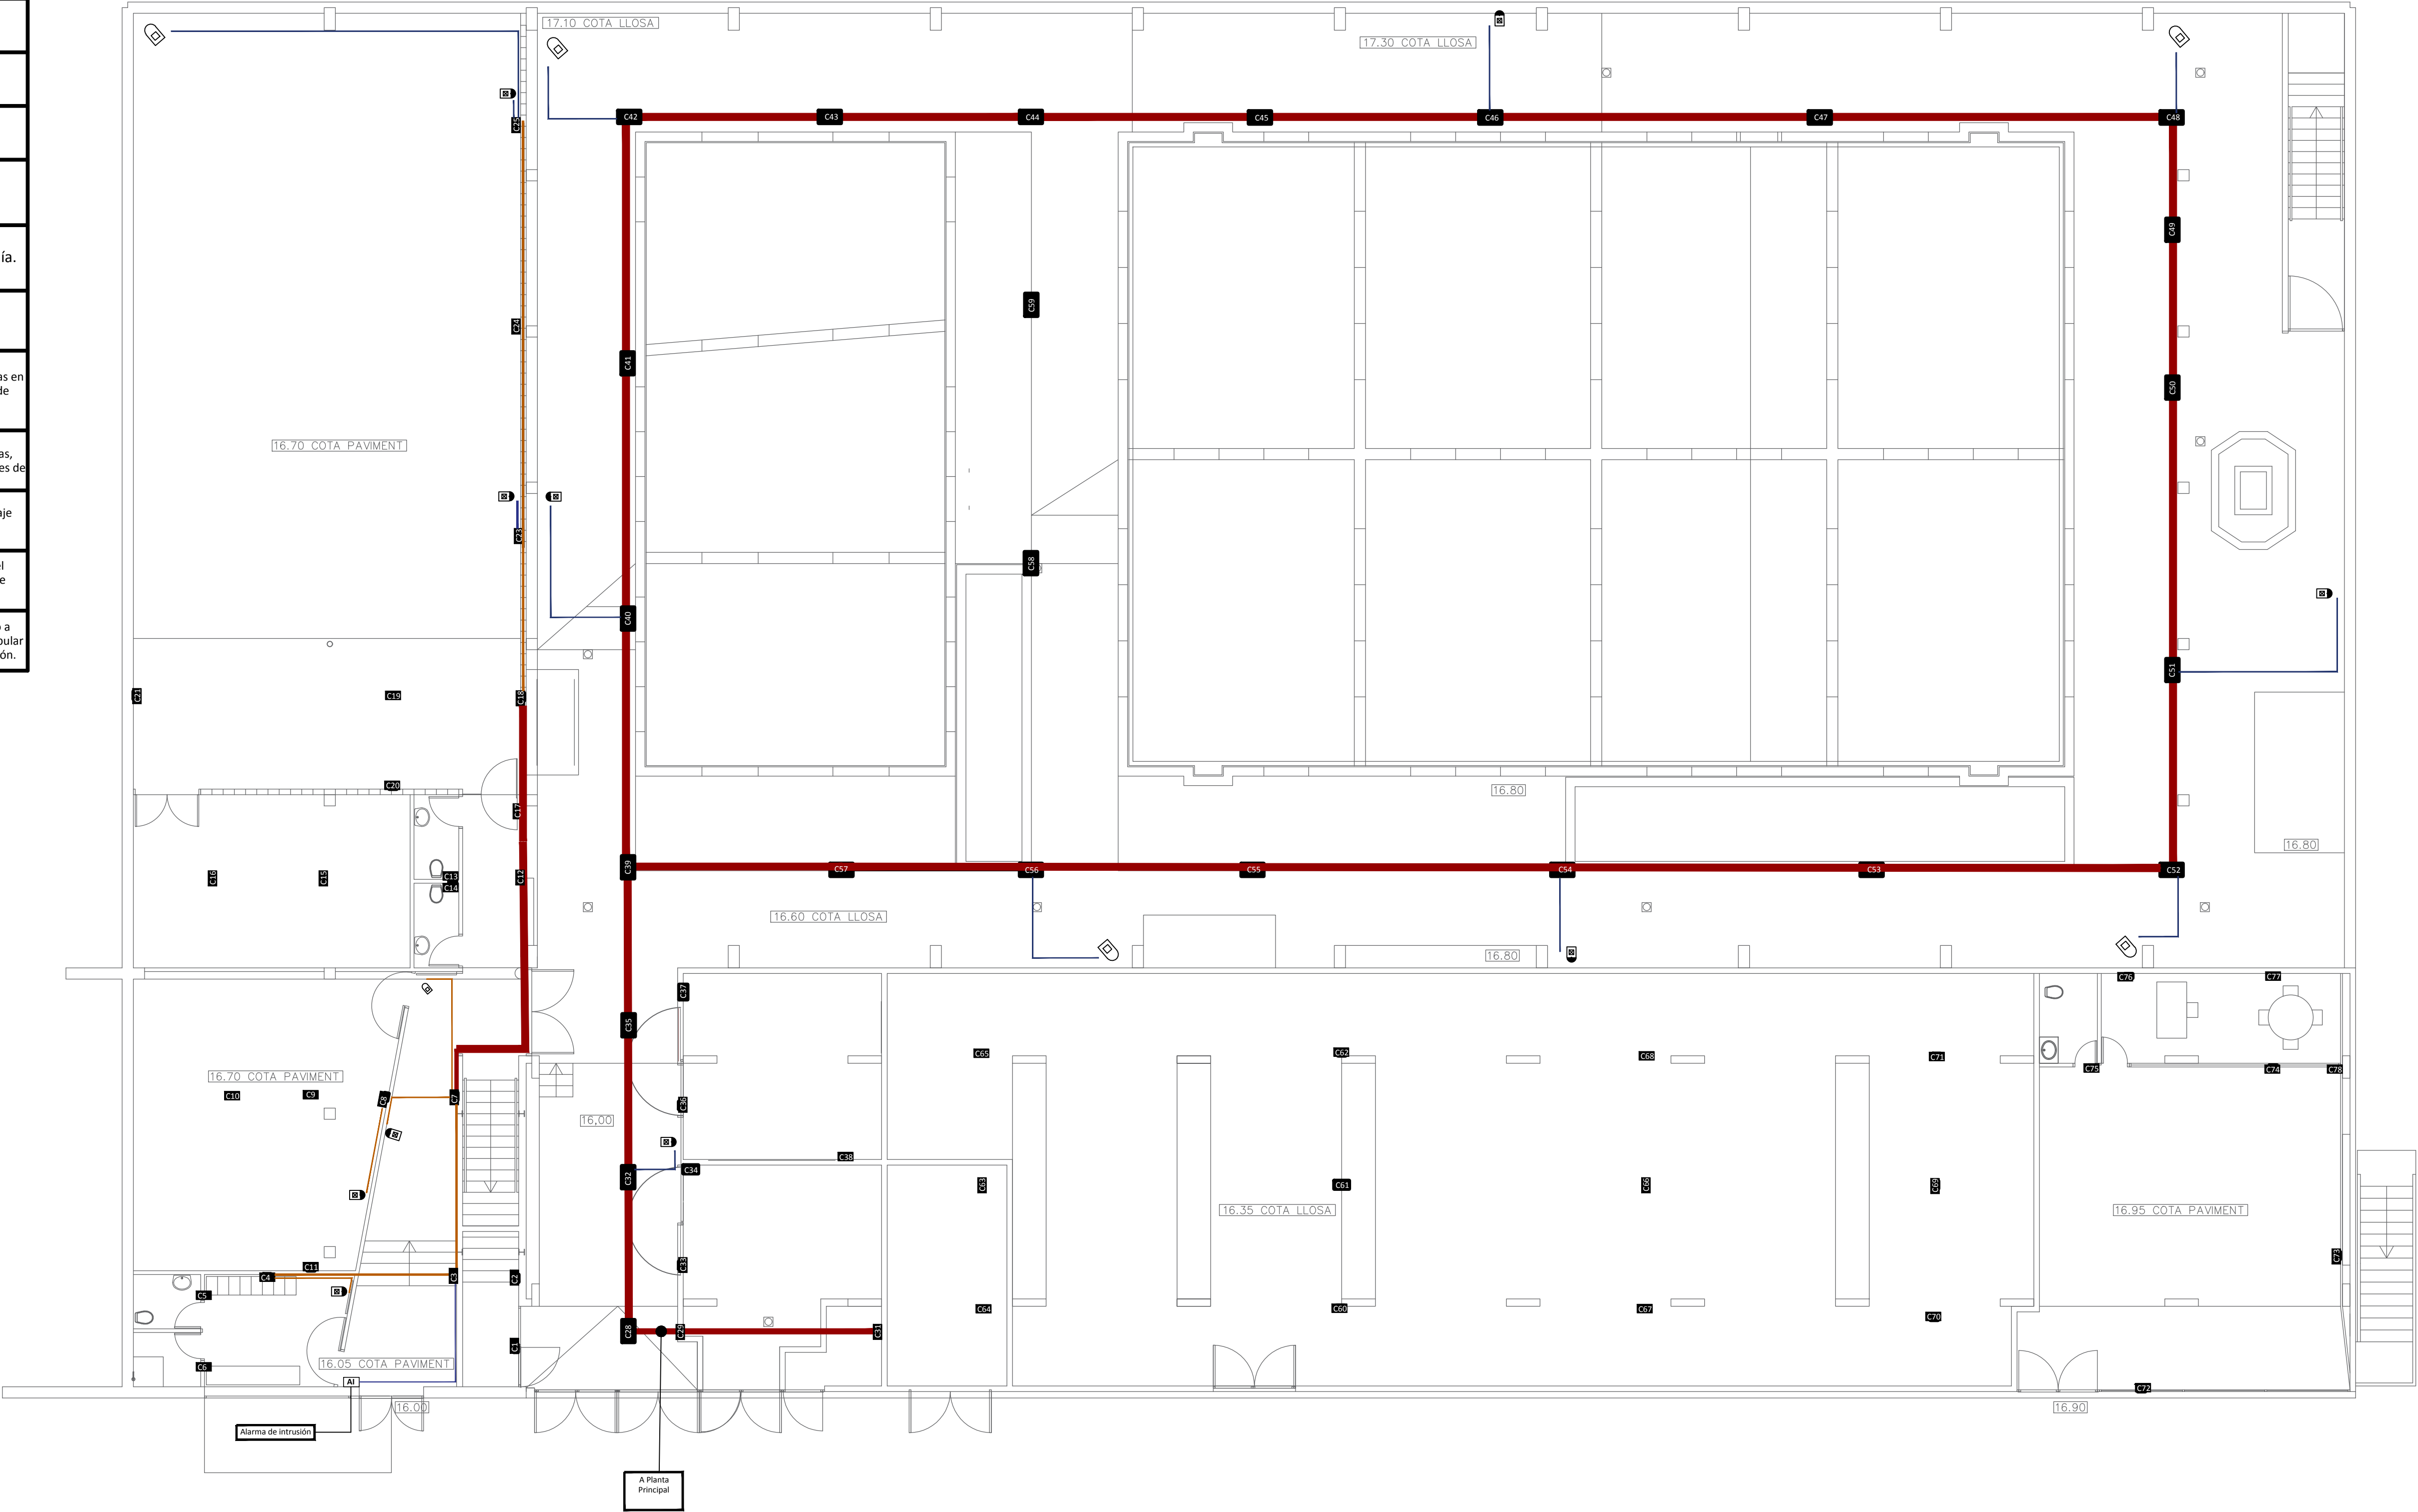 ía.
as en
de
as,
es de
aje
el
e
o a
bular
ón.
17.10 COTA LLOSA
17.30 COTA LLOSA
C25
C42
C43
C44
C45
C46
C47
C48
C49
C59
C24
C41
C50
16.70 COTA PAVIMENT
C23
C58
C40
C51
C21
C19
C18
C20
16.80
C17
16.80
C16
C15
C13
C14
C12
C39
C57
C56
C55
C54
C53
C52
16.60 COTA LLOSA
16.80
C37
C76
C77
C35
C65
C62
C68
C71
C75
C74
C78
16.70 COTA PAVIMENT
C10
C9
C8
C7
16,00
C36
C38
C34
C32
C63
C61
C66
C69
16.35 COTA LLOSA
16.95 COTA PAVIMENT
C73
C11
C4
C3
C2
C33
C5
C64
C60
C67
C70
C28
C29
C31
C1
C6
16.05 COTA PAVIMENT
AI
C72
16.00
16.90
Alarma de intrusión
A Planta
Principal